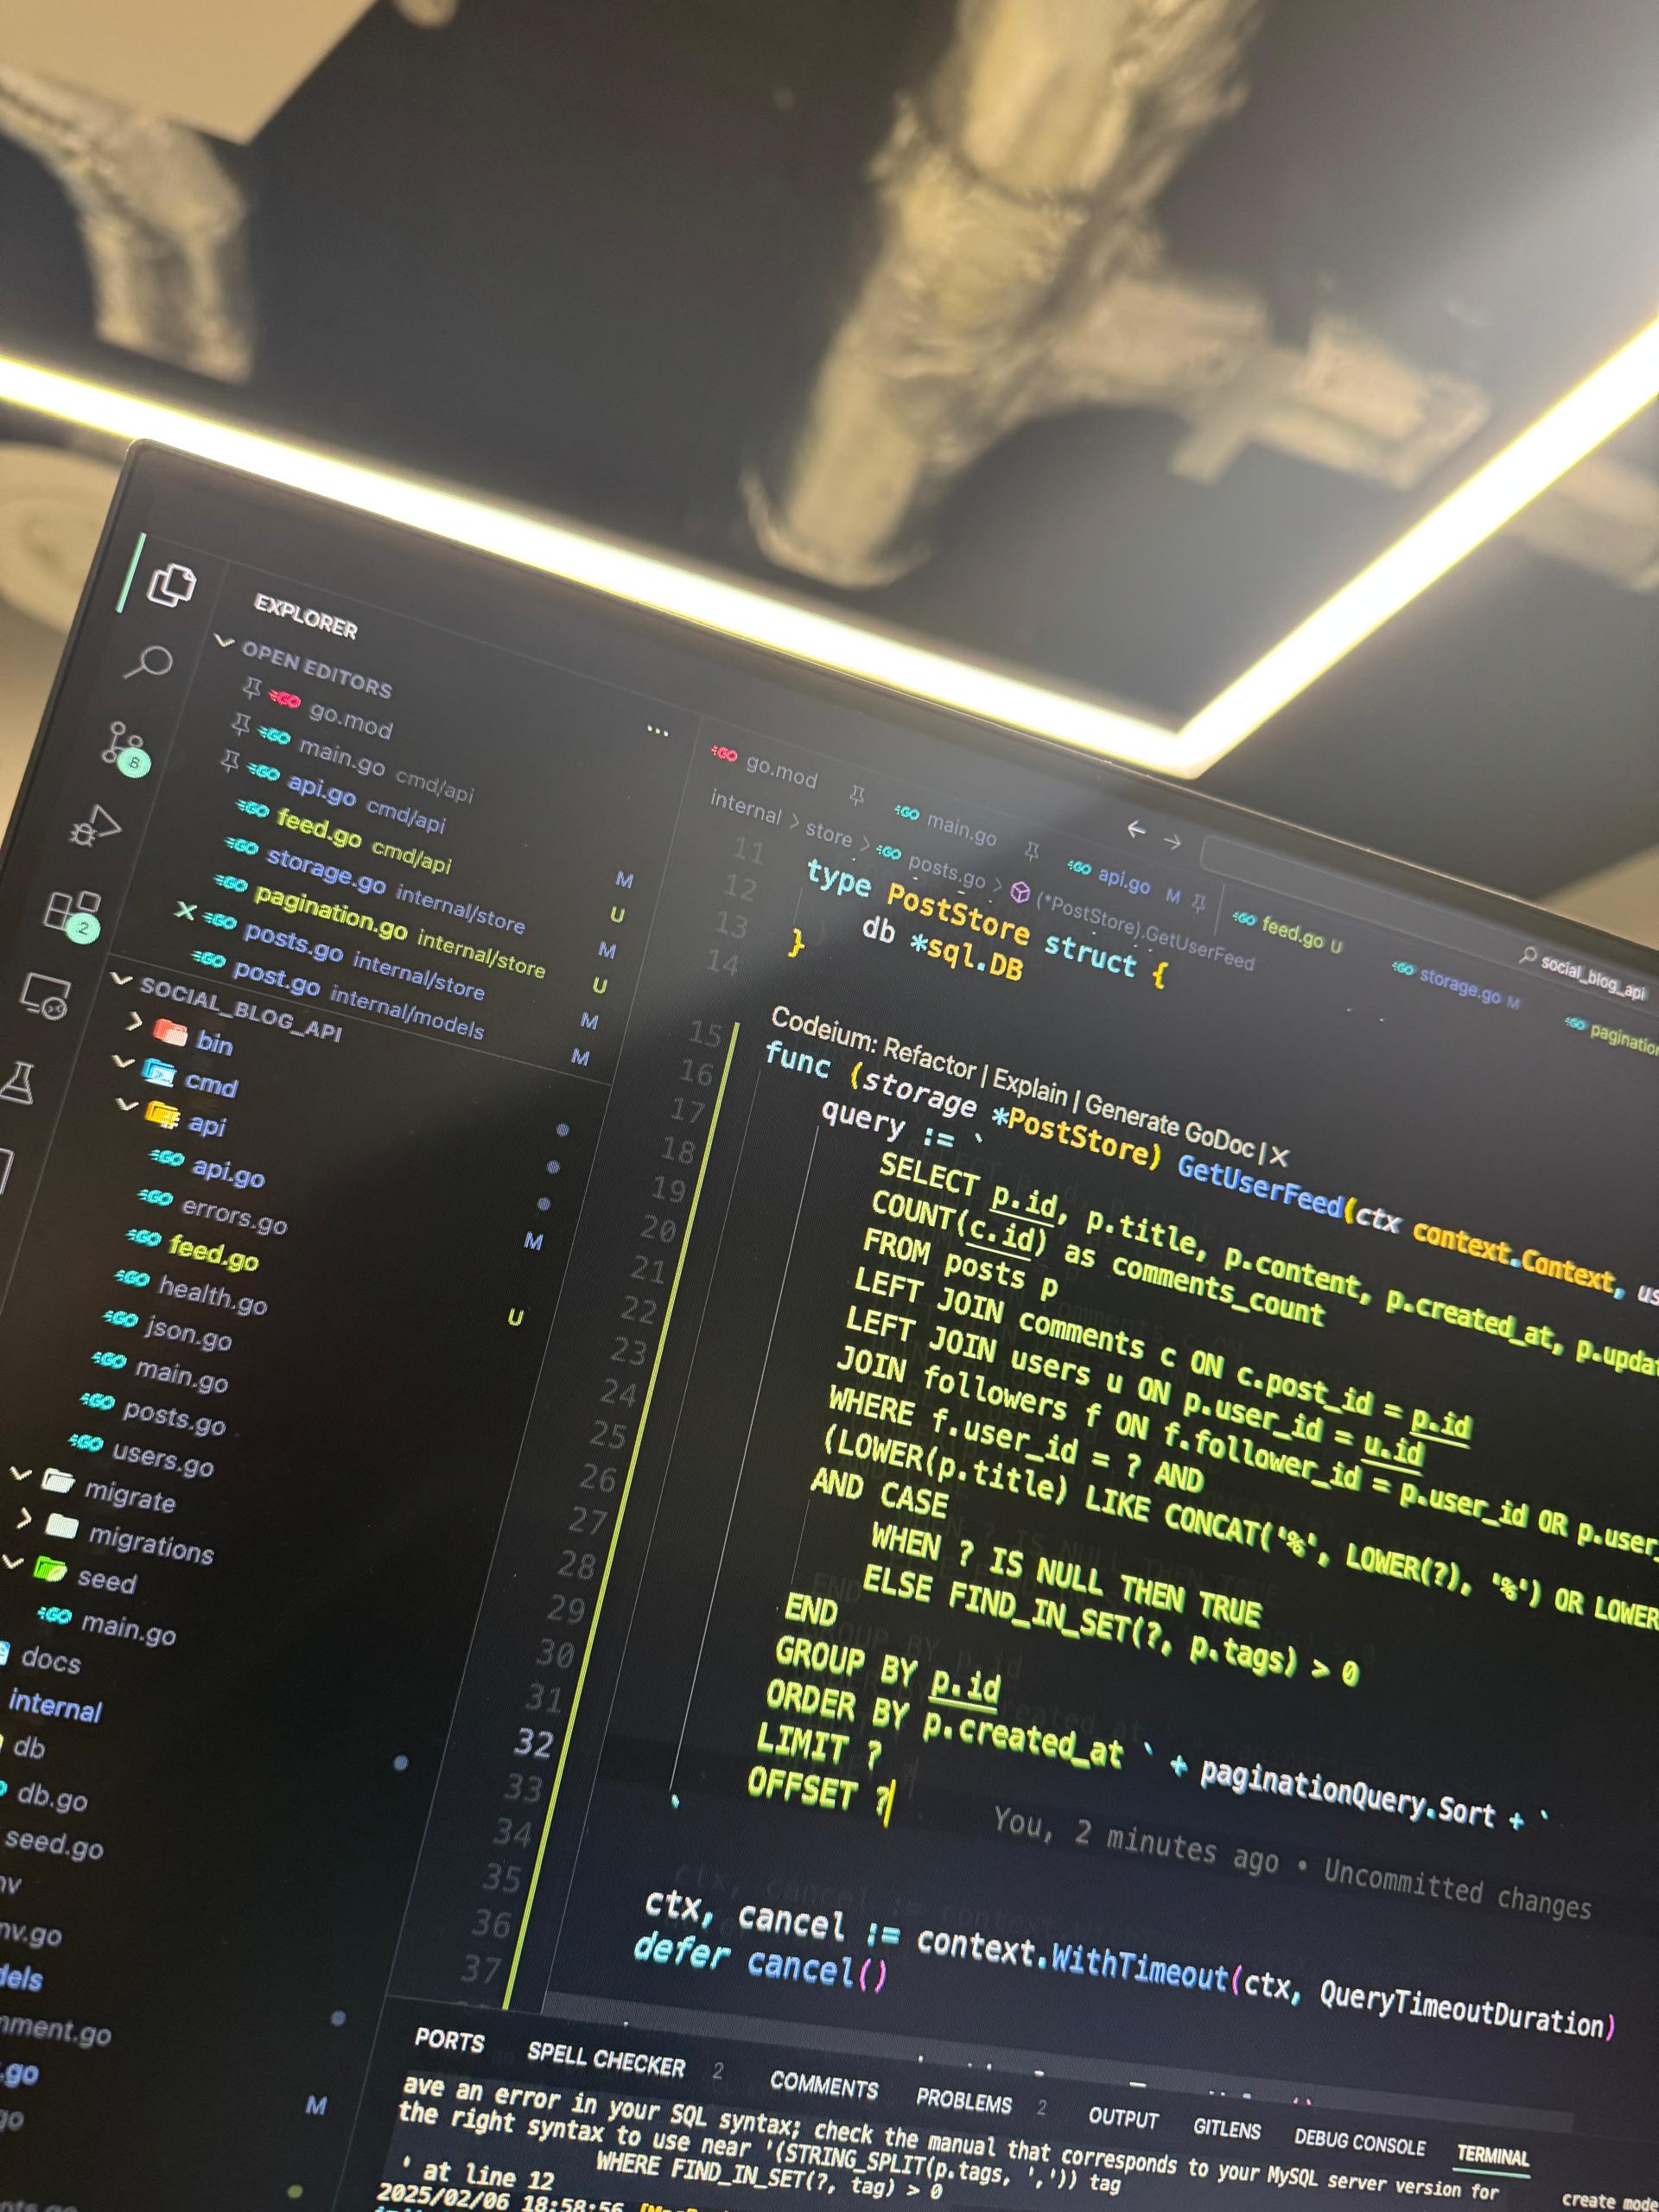 EXPLORER
OPEN EDITORS
go.mod
main.go cmd/api
api.go cmd/api M
feed.go cmd/api U
storage.go internal/store M
pagination.go internal/store U
posts.go internal/store M
post.go internal/models M
SOCIAL_BLOG_API
bin
cmd
api
api.go M
errors.go
feed.go U
health.go
json.go
main.go
posts.go
users.go
migrate
migrations
seed
main.go
docs
internal
db
db.go
seed.go
nv.go
M
8
2
social_blog_api
go.mod main.go api.go M feed.go U storage.go M
internal > store > posts.go > (*PostStore).GetUserFeed
11
12
13
14
15
16
17
18
19
20
21
22
23
24
25
26
27
28
29
30
31
32
33
34
35
36
37
type PostStore struct {
db *sql.DB
}
Codeium: Refactor | Explain | Generate GoDoc | X
func (storage *PostStore) GetUserFeed(ctx context.Context, us
query := `
SELECT p.id, p.title, p.content, p.created_at, p.updat
COUNT(c.id) as comments_count
FROM posts p
LEFT JOIN comments c ON c.post_id = p.id
LEFT JOIN users u ON p.user_id = u.id
JOIN followers f ON f.follower_id = p.user_id OR p.user_
WHERE f.user_id = ? AND
(LOWER(p.title) LIKE CONCAT('%', LOWER(?), '%') OR LOWER
AND CASE
WHEN ? IS NULL THEN TRUE
ELSE FIND_IN_SET(?, p.tags) > 0
END
GROUP BY p.id
ORDER BY p.created_at ` + paginationQuery.Sort + `
LIMIT ?
OFFSET ?
You, 2 minutes ago • Uncommitted changes
`
ctx, cancel := context.WithTimeout(ctx, QueryTimeoutDuration)
defer cancel()
PORTS SPELL CHECKER 2 COMMENTS PROBLEMS 2 OUTPUT GITLENS DEBUG CONSOLE TERMINAL
ave an error in your SQL syntax; check the manual that corresponds to your MySQL server version for
the right syntax to use near '(STRING_SPLIT(p.tags, ',')) tag
WHERE FIND_IN_SET(?, tag) > 0
' at line 12
2025/02/06 18:58:56
create mode